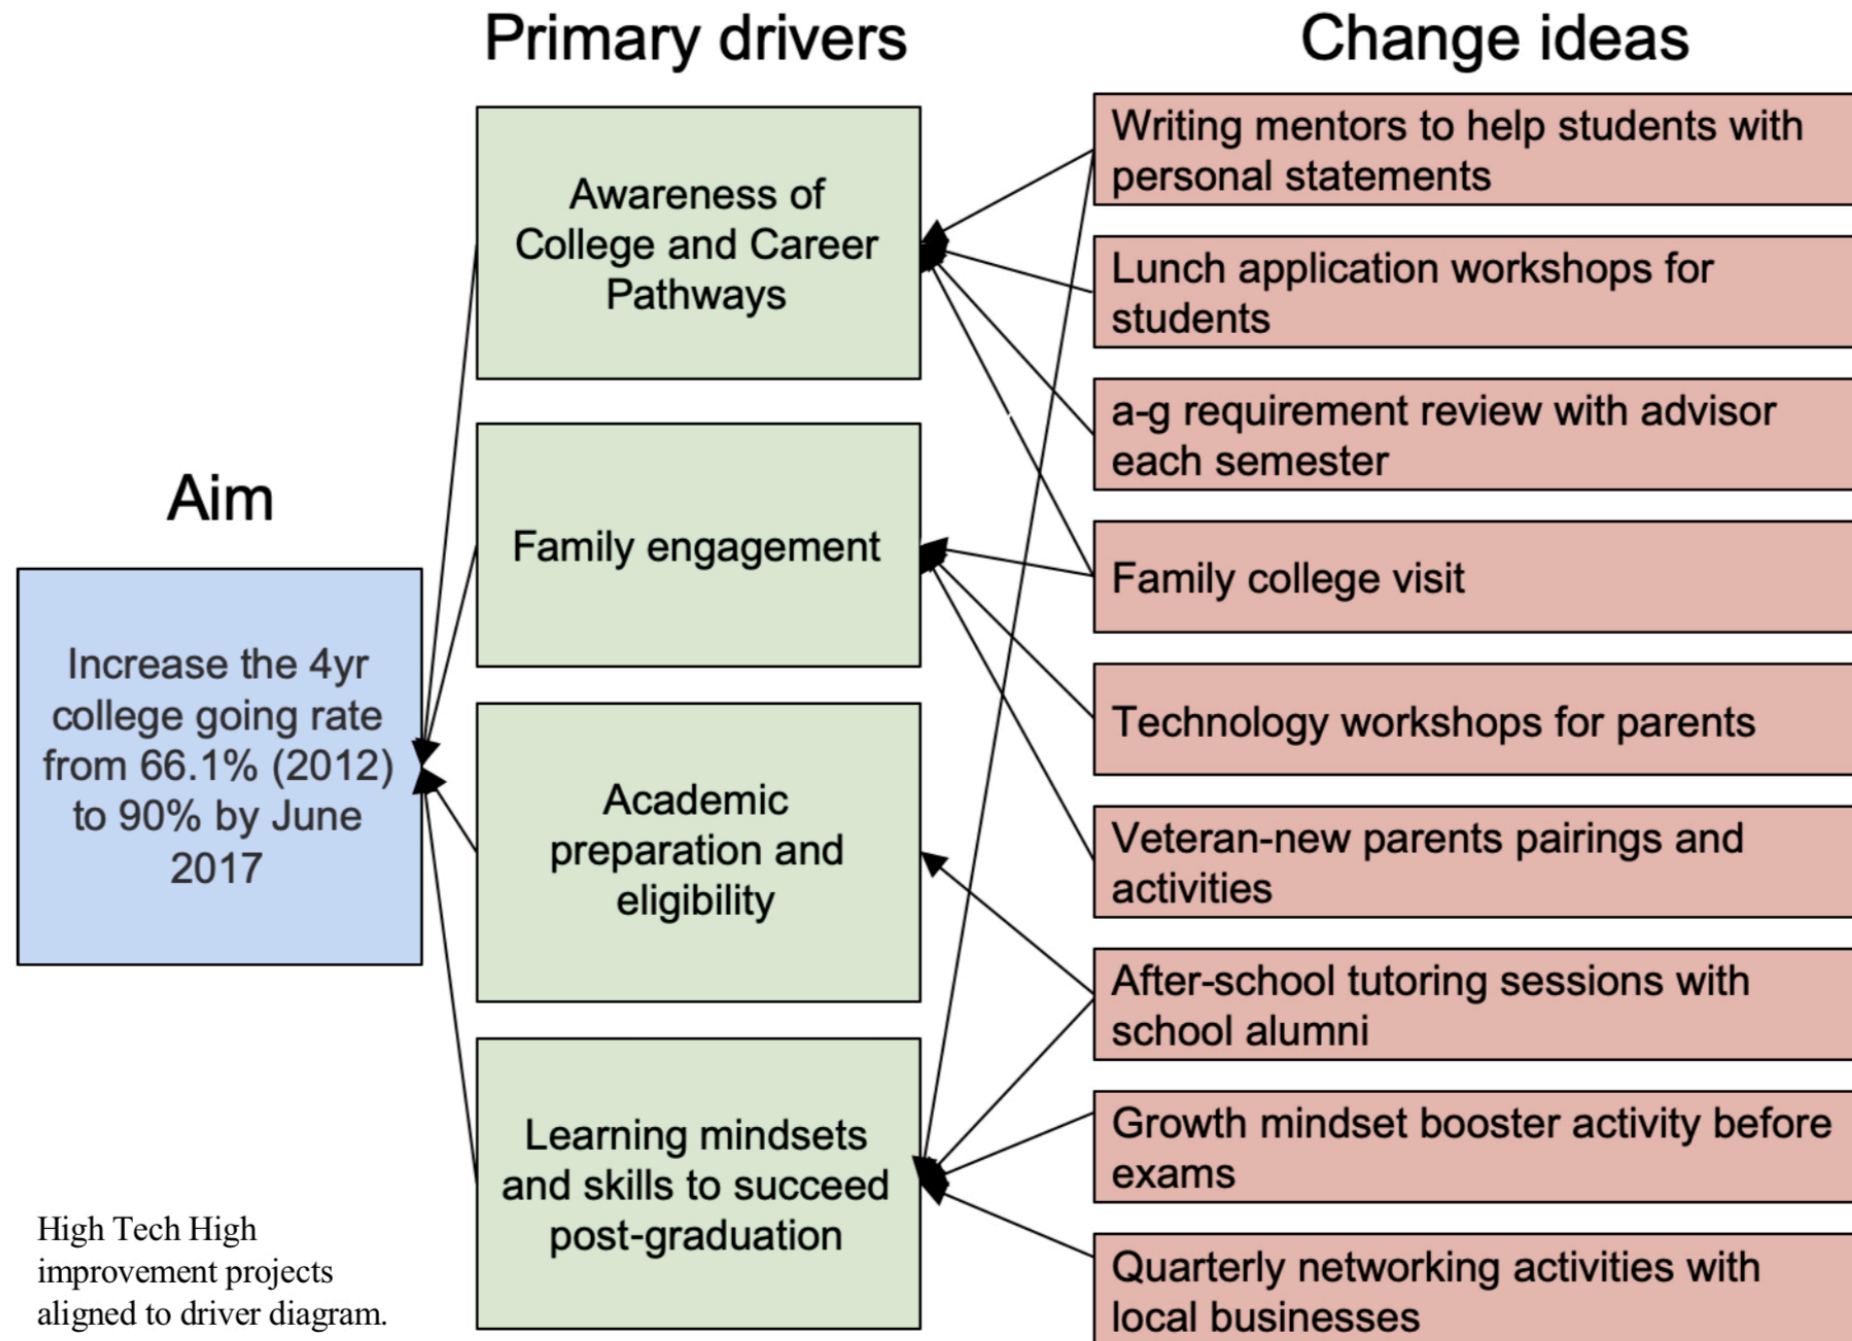 Primary drivers
Change ideas
Aim
Increase the 4yr
college going rate
from 66.1% (2012)
to 90% by June
2017
Awareness of
College and Career
Pathways
Family engagement
Academic
preparation and
eligibility
Learning mindsets
and skills to succeed
post-graduation
Writing mentors to help students with
personal statements
Lunch application workshops for
students
a-g requirement review with advisor
each semester
Family college visit
Technology workshops for parents
Veteran-new parents pairings and
activities
After-school tutoring sessions with
school alumni
Growth mindset booster activity before
exams
Quarterly networking activities with
local businesses
High Tech High
improvement projects
aligned to driver diagram.